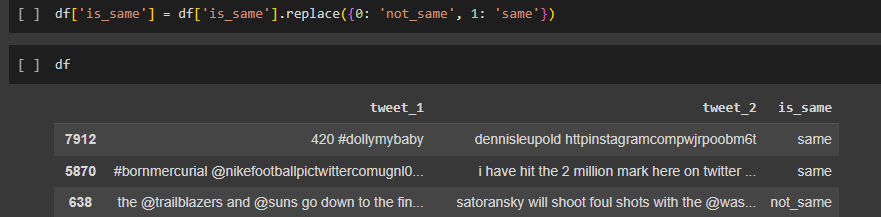 [ ] df['is_same'] = df['is_same'].replace({0: 'not_same', 1: 'same'})
[ ] df
tweet_1 tweet_2 is_same
7912 420 #dollymybaby dennisleupold httpinstagramcompwjrpoobm6t same
5870 #bornmercurial @nikefootballpictwittercomugnl0... i have hit the 2 million mark here on twitter ... same
638 the @trailblazers and @suns go down to the fin... satoransky will shoot foul shots with the @was... not_same